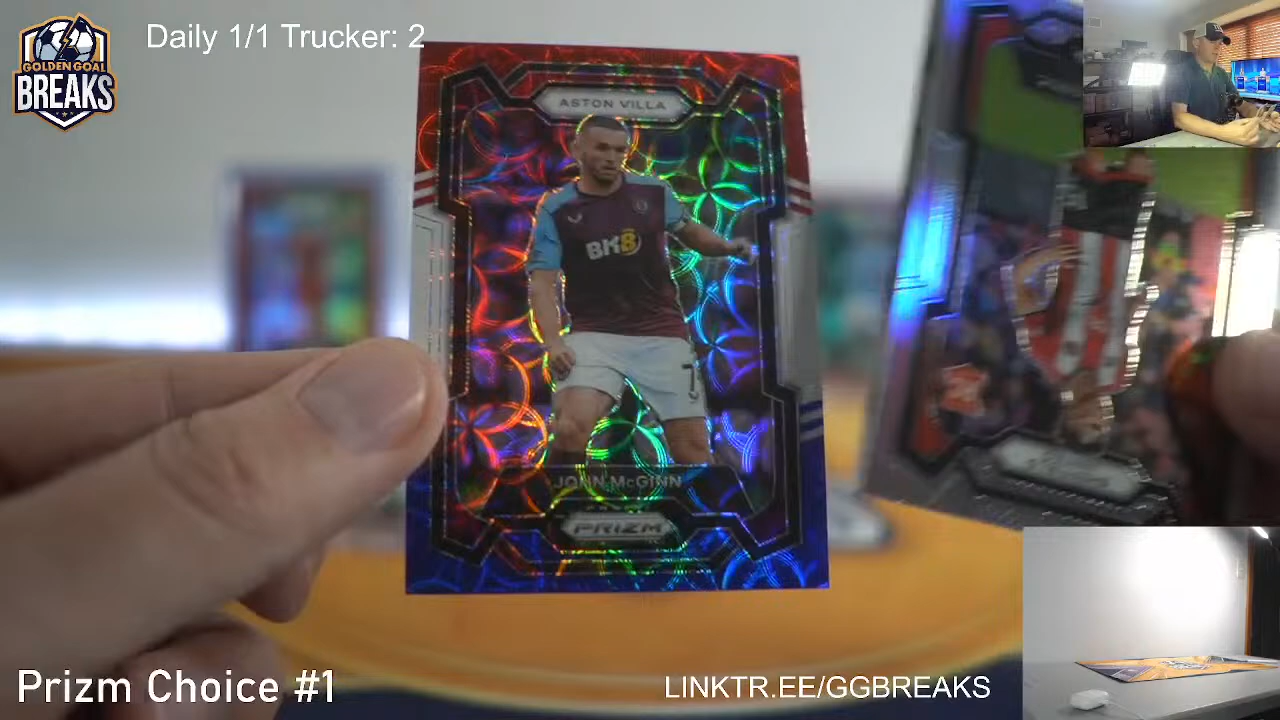 Daily 1/1 Trucker: 2
GOLDEN GOAL
BREAKS
ASTON VILLA
BK8
7
JOHN McGINN
PRIZM
Prizm Choice #1
LINKTR.EE/GGBREAKS